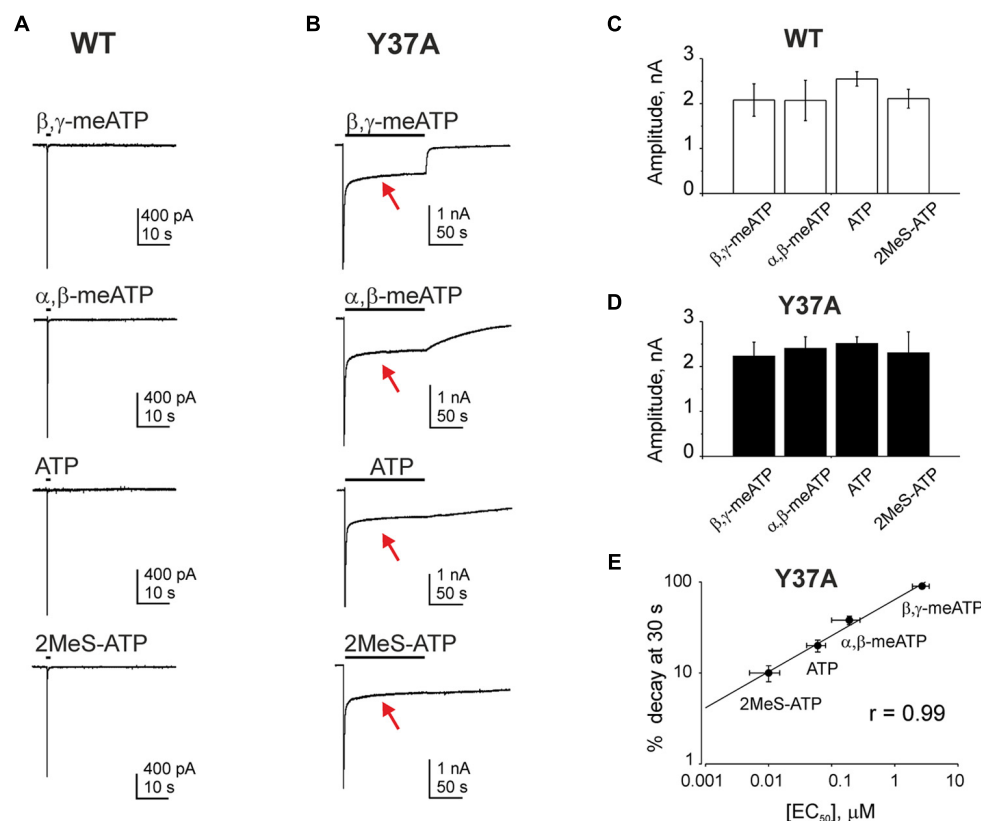 A
WT
β,γ-meATP
400 pA
10 s
α,β-meATP
400 pA
10 s
ATP
400 pA
10 s
2MeS-ATP
400 pA
10 s
B
Y37A
β,γ-meATP
1 nA
50 s
α,β-meATP
1 nA
50 s
ATP
1 nA
50 s
2MeS-ATP
1 nA
50 s
C
WT
Amplitude, nA
3
2
1
0
β,γ-meATP
α,β-meATP
ATP
2MeS-ATP
D
Y37A
Amplitude, nA
3
2
1
0
β,γ-meATP
α,β-meATP
ATP
2MeS-ATP
E
Y37A
% decay at 30 s
100
10
1
β,γ-meATP
α,β-meATP
ATP
2MeS-ATP
r = 0.99
0.001
0.01
0.1
1
10
[EC50], μM